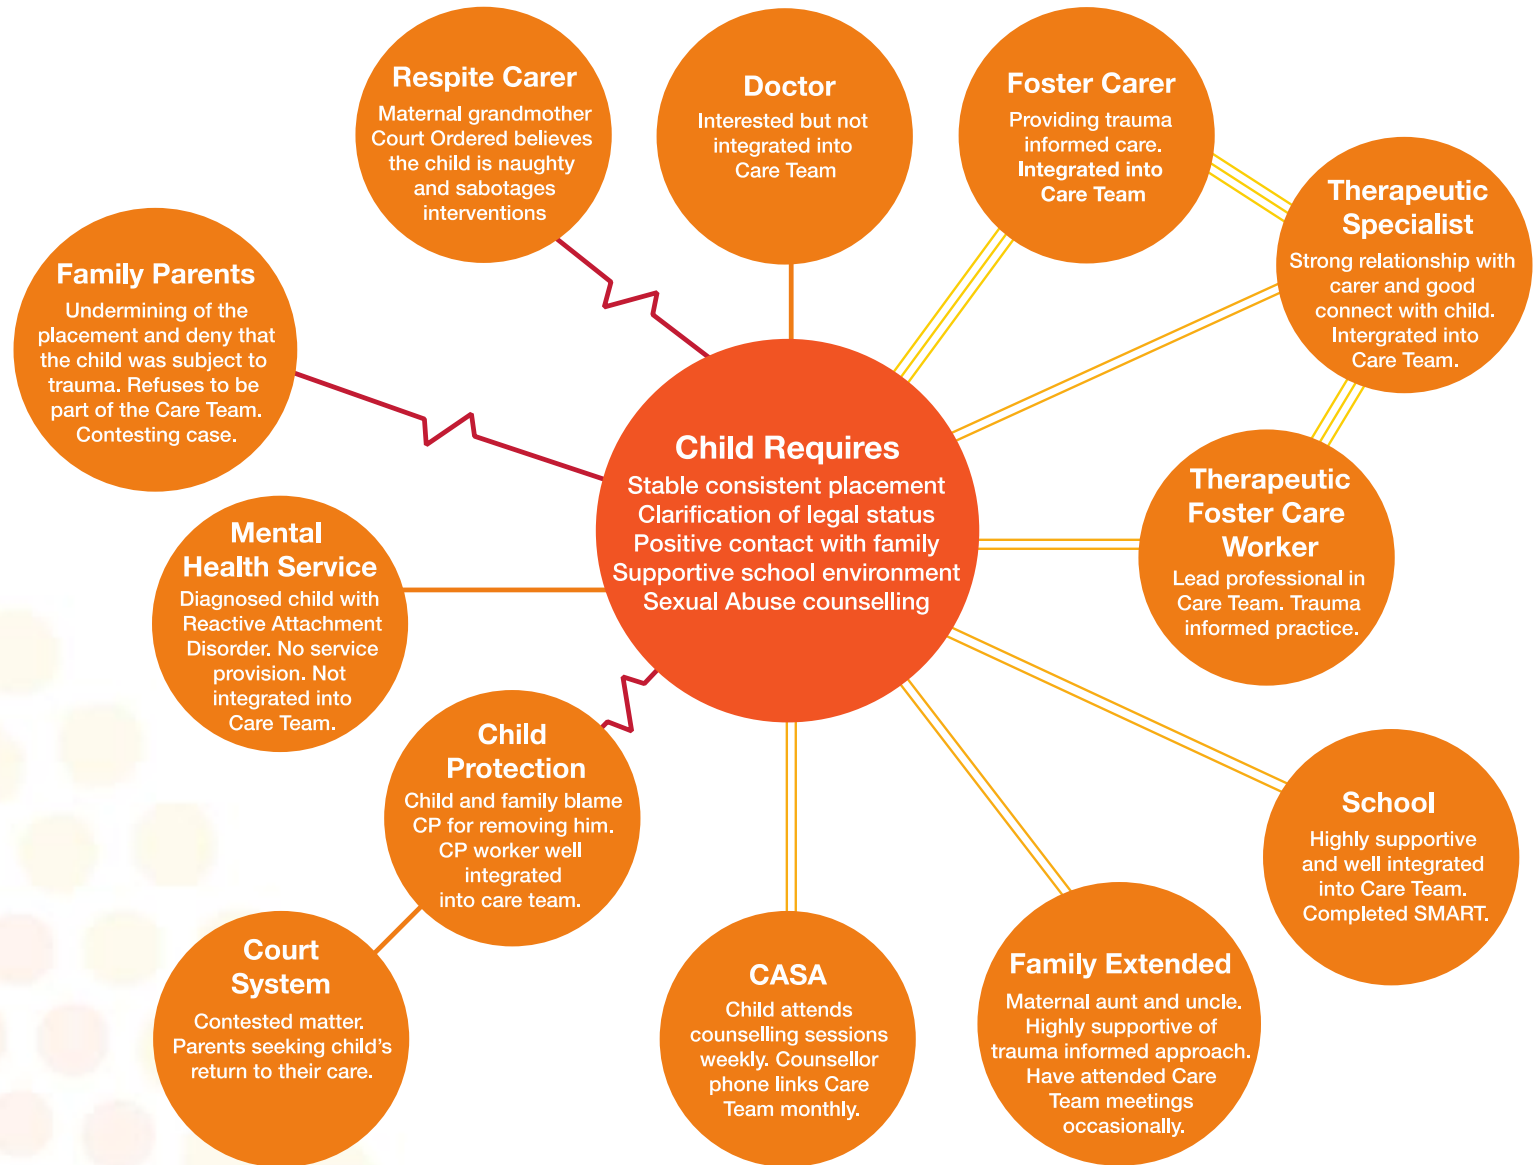 Respite Carer
Maternal grandmother
Court Ordered believes
the child is naughty
and sabotages
interventions
Doctor
Interested but not
integrated into
Care Team
Foster Carer
Providing trauma
informed care.
Integrated into
Care Team
Therapeutic
Specialist
Strong relationship with
carer and good
connect with child.
Intergrated into
Care Team.
Family Parents
Undermining of the
placement and deny that
the child was subject to
trauma. Refuses to be
part of the Care Team.
Contesting case.
Child Requires
Stable consistent placement
Clarification of legal status
Positive contact with family
Supportive school environment
Sexual Abuse counselling
Therapeutic
Foster Care
Worker
Lead professional in
Care Team. Trauma
informed practice.
Mental
Health Service
Diagnosed child with
Reactive Attachment
Disorder. No service
provision. Not
integrated into
Care Team.
Child
Protection
Child and family blame
CP for removing him.
CP worker well
integrated
into care team.
School
Highly supportive
and well integrated
into Care Team.
Completed SMART.
Court
System
Contested matter.
Parents seeking child's
return to their care.
CASA
Child attends
counselling sessions
weekly. Counsellor
phone links Care
Team monthly.
Family Extended
Maternal aunt and uncle.
Highly supportive of
trauma informed approach.
Have attended Care
Team meetings
occasionally.